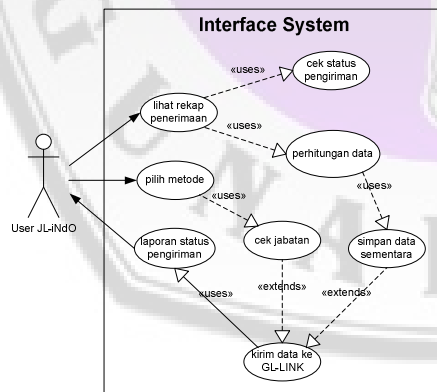 Interface System
cek status
pengiriman
«uses»
lihat rekap
penerimaan
«uses»
perhitungan data
pilih metode
«uses»
«uses»
User JL-iNdO
laporan status
pengiriman
cek jabatan
simpan data
sementara
«uses»
«extends»
«extends»
kirim data ke
GL-LINK